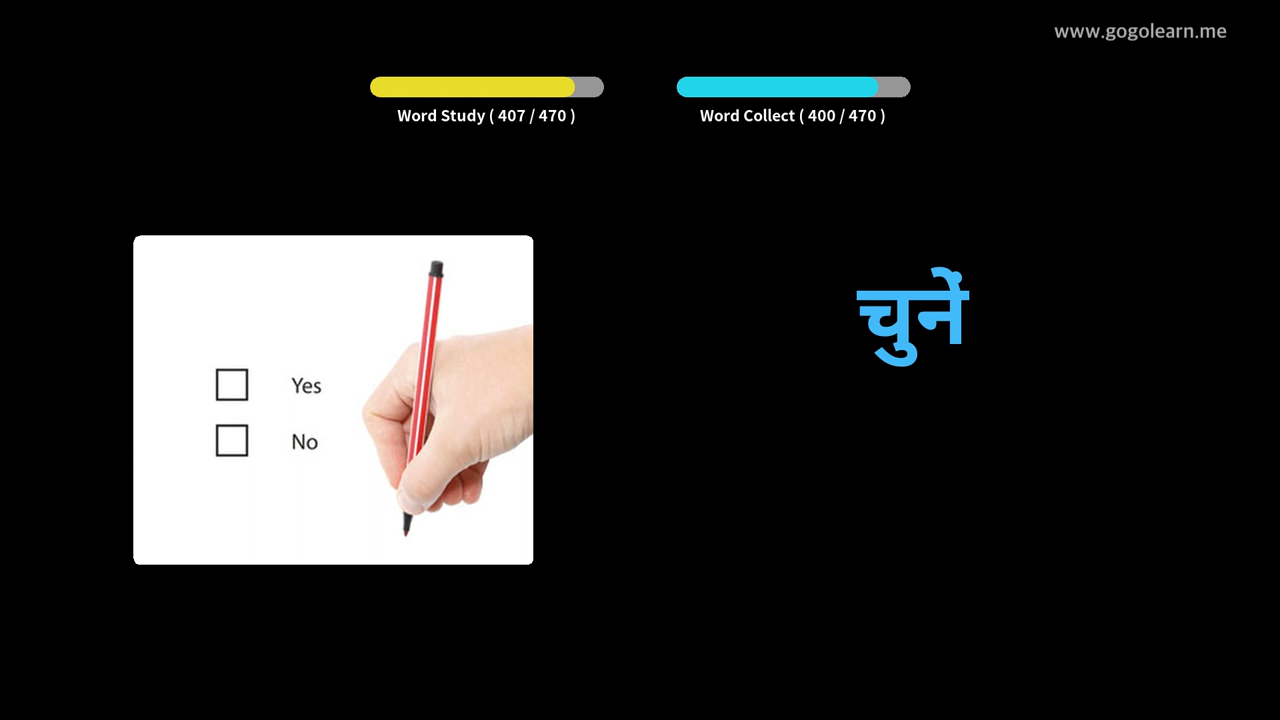 www.gogolearn.me
Word Study ( 407 / 470 )
Word Collect ( 400 / 470 )
Yes
No
चुनें